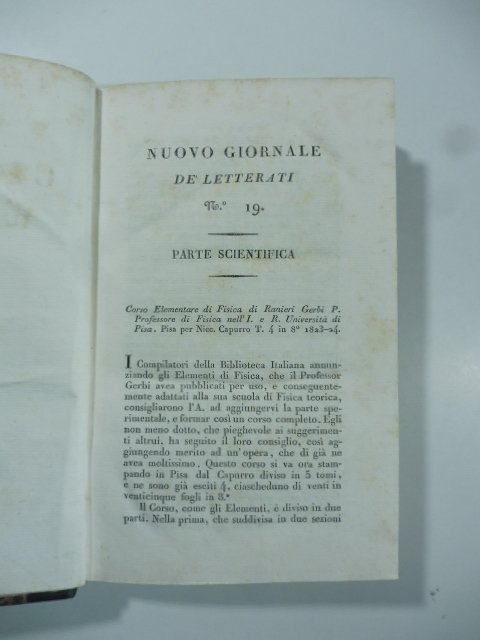 NUOVO GIORNALE
DE' LETTERATI
N.º 19.
PARTE SCIENTIFICA
Corso Elementare di Fisica di Ranieri Gerbi P.
Professore di Fisica nell'I. e R. Università di
Pisa. Pisa per Nicc. Capurro T. 4 in 8º 1823-24.
I Compilatori della Biblioteca Italiana annun-
ziando gli Elementi di Fisica, che il Professor
Gerbi avea pubblicati per uso, e conseguente-
mente adattati alla sua scuola di Fisica teorica,
consigliarono l'A. ad aggiungervi la parte spe-
rimentale, e formar così un corso completo. Egli
non meno dotto, che pieghevole ai suggerimen-
ti altrui, ha seguito il loro consiglio, così ag-
giungendo merito ad un'opera, che di già ne
avea moltissimo. Questo corso si va ora stam-
pando in Pisa dal Capurro diviso in 5 tomi,
e ne sono già esciti 4, ciascheduno di venti in
venticinque fogli in 8.º
Il Corso, come gli Elementi, è diviso in due
parti. Nella prima, che suddivisa in due sezioni